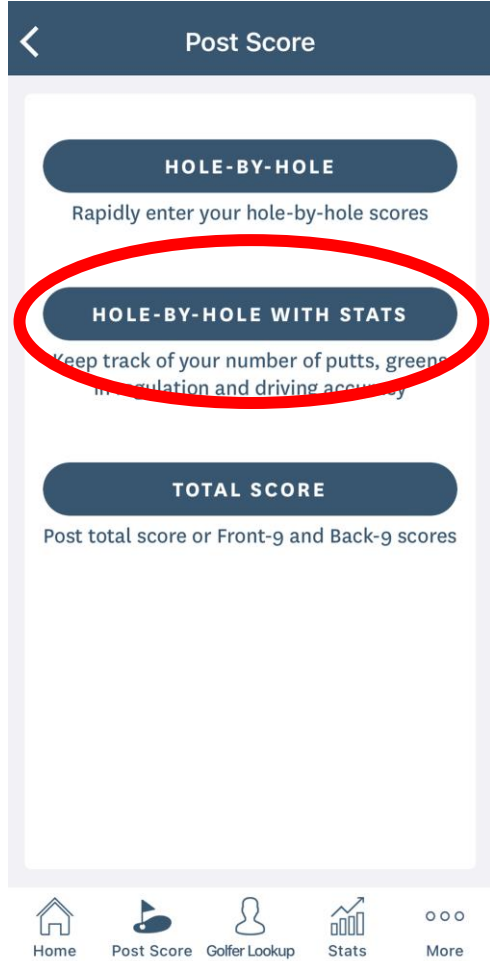 Post Score
HOLE-BY-HOLE
Rapidly enter your hole-by-hole scores
HOLE-BY-HOLE WITH STATS
Keep track of your number of putts, greens
in regulation and driving accuracy
TOTAL SCORE
Post total score or Front-9 and Back-9 scores
Home Post Score Golfer Lookup Stats More